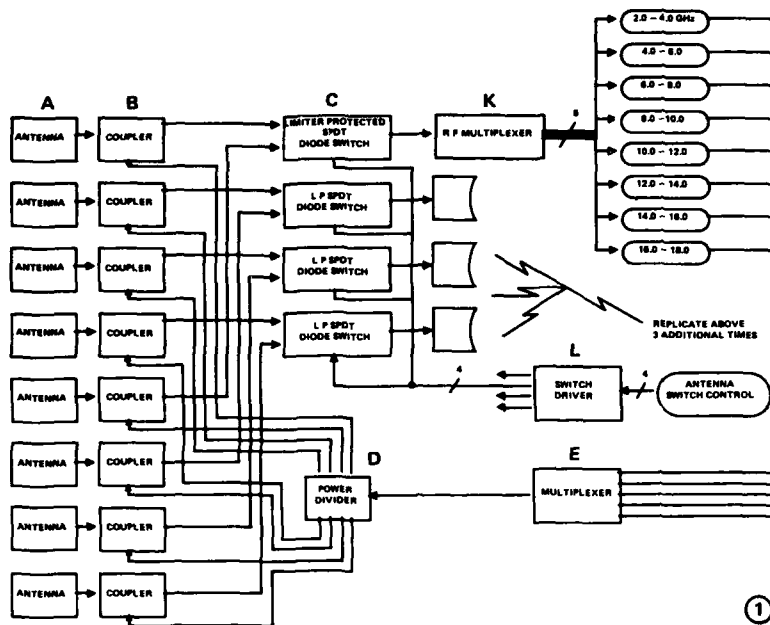 A
B
C
K
ANTENNA
COUPLER
LIMITER PROTECTED
SPDT
DIODE SWITCH
R F MULTIPLEXER
8
2.0 – 4.0 GHz
4.0 – 6.0
6.0 – 8.0
8.0 – 10.0
10.0 – 12.0
12.0 – 14.0
14.0 – 16.0
16.0 – 18.0
ANTENNA
COUPLER
L P SPDT
DIODE SWITCH
ANTENNA
COUPLER
L P SPDT
DIODE SWITCH
ANTENNA
COUPLER
L P SPDT
DIODE SWITCH
REPLICATE ABOVE
3 ADDITIONAL TIMES
ANTENNA
COUPLER
4
L
SWITCH
DRIVER
4
ANTENNA
SWITCH CONTROL
ANTENNA
COUPLER
D
POWER
DIVIDER
E
MULTIPLEXER
ANTENNA
COUPLER
ANTENNA
COUPLER
1